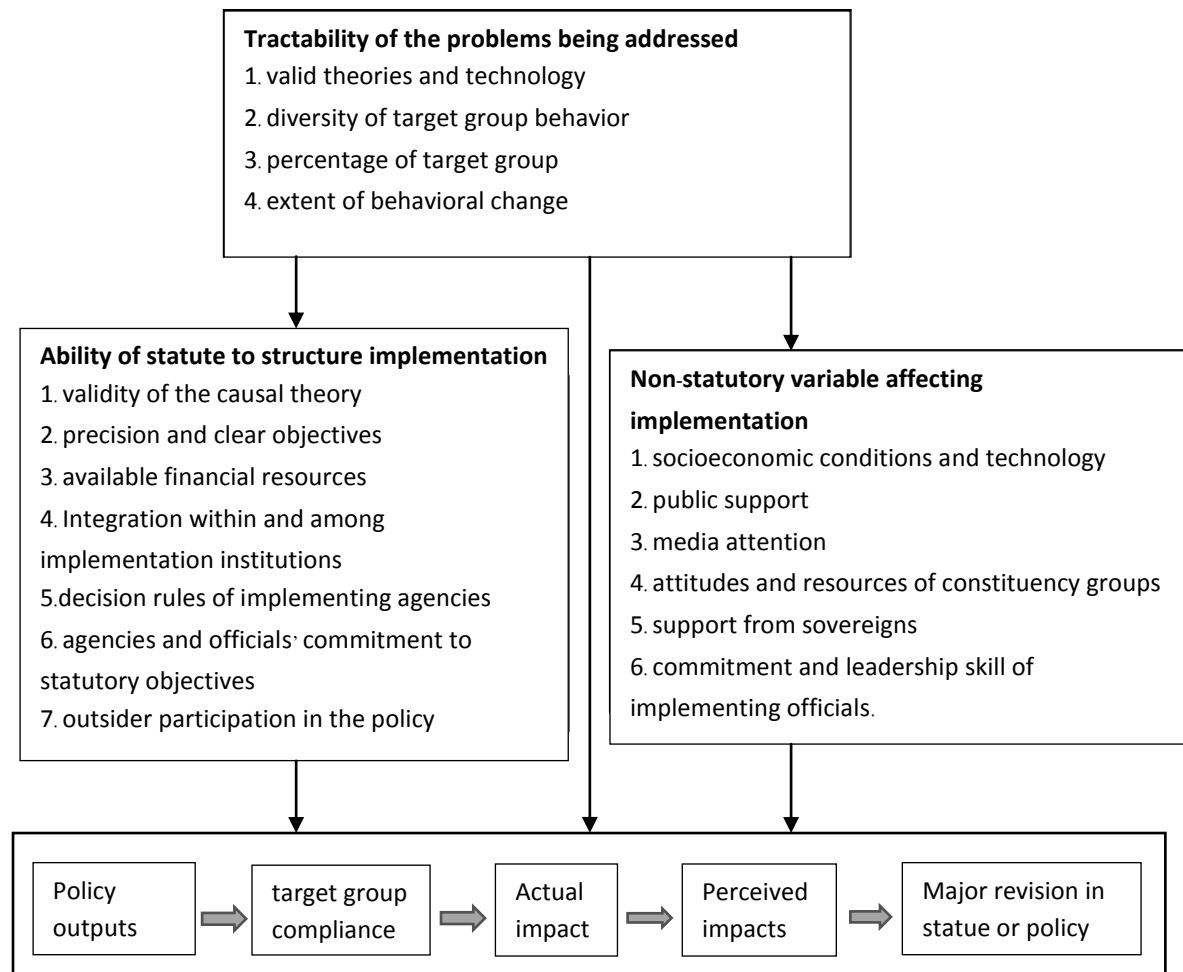 Tractability of the problems being addressed
1. valid theories and technology
2. diversity of target group behavior
3. percentage of target group
4. extent of behavioral change
Ability of statute to structure implementation
1. validity of the causal theory
2. precision and clear objectives
3. available financial resources
4. Integration within and among
implementation institutions
5.decision rules of implementing agencies
6. agencies and officials' commitment to
statutory objectives
7. outsider participation in the policy
Non-statutory variable affecting
implementation
1. socioeconomic conditions and technology
2. public support
3. media attention
4. attitudes and resources of constituency groups
5. support from sovereigns
6. commitment and leadership skill of
implementing officials.
Policy
outputs
target group
compliance
Actual
impact
Perceived
impacts
Major revision in
statue or policy